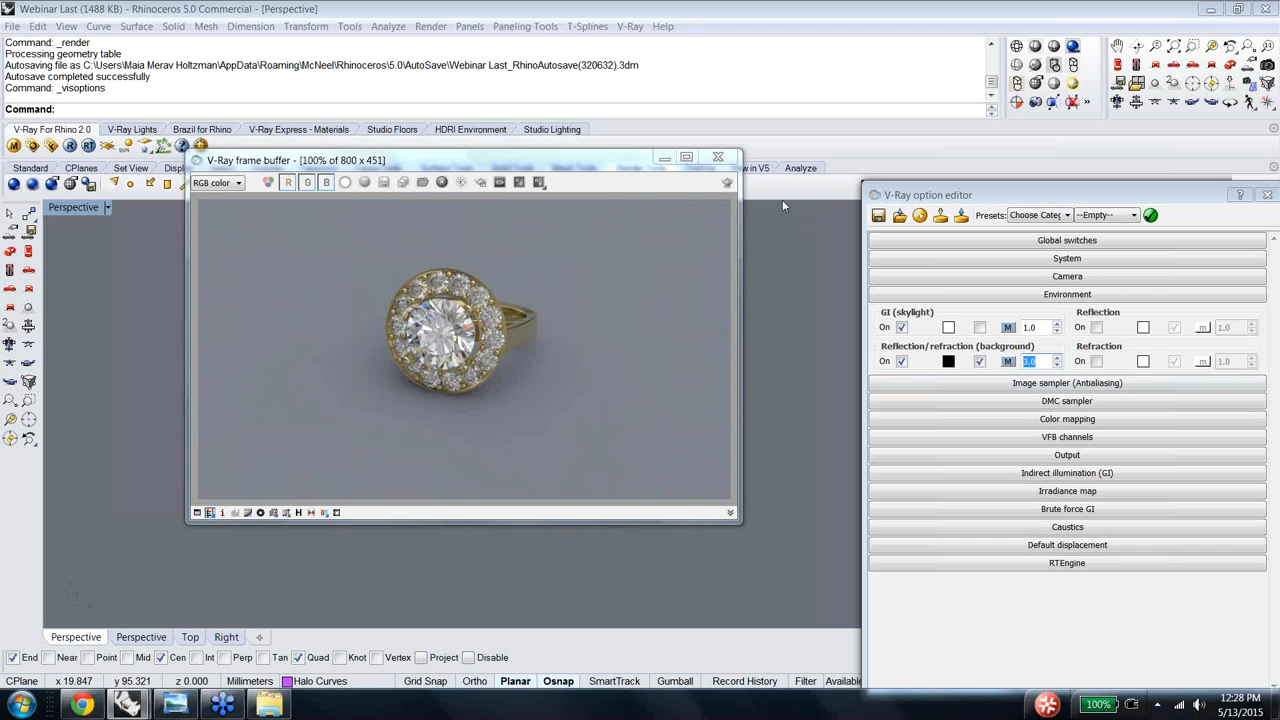 Webinar Last (1488 KB) - Rhinoceros 5.0 Commercial - [Perspective]
File Edit View Curve Surface Solid Mesh Dimension Transform Tools Analyze Render Panels Paneling Tools T-Splines V-Ray Help
Command: _render
Processing geometry table
Autosaving file as C:\Users\Maia Merav Holtzman\AppData\Roaming\McNeel\Rhinoceros\5.0\AutoSave\Webinar Last_RhinoAutosave(320632).3dm
Autosave completed successfully
Command: _visoptions
Command:
V-Ray For Rhino 2.0 V-Ray Lights Brazil for Rhino V-Ray Express - Materials Studio Floors HDRI Environment Studio Lighting
V-Ray frame buffer - [100% of 800 x 451]
Standard CPlanes Set View Displ w in V5 Analyze
RGB color R G B
Perspective
V-Ray option editor
Presets: Choose Categ --Empty--
Global switches
System
Camera
Environment
GI (skylight) Reflection
On M 1.0 On m 1.0
Reflection/refraction (background) Refraction
On M 3.0 On m 1.0
Image sampler (Antialiasing)
DMC sampler
Color mapping
VFB channels
Output
Indirect illumination (GI)
Irradiance map
Brute force GI
Caustics
Default displacement
RTEngine
Perspective Perspective Top Right
End Near Point Mid Cen Int Perp Tan Quad Knot Vertex Project Disable
CPlane x 19.847 y 95.321 z 0.000 Millimeters Halo Curves Grid Snap Ortho Planar Osnap SmartTrack Gumball Record History Filter Available
100% 12:28 PM
5/13/2015